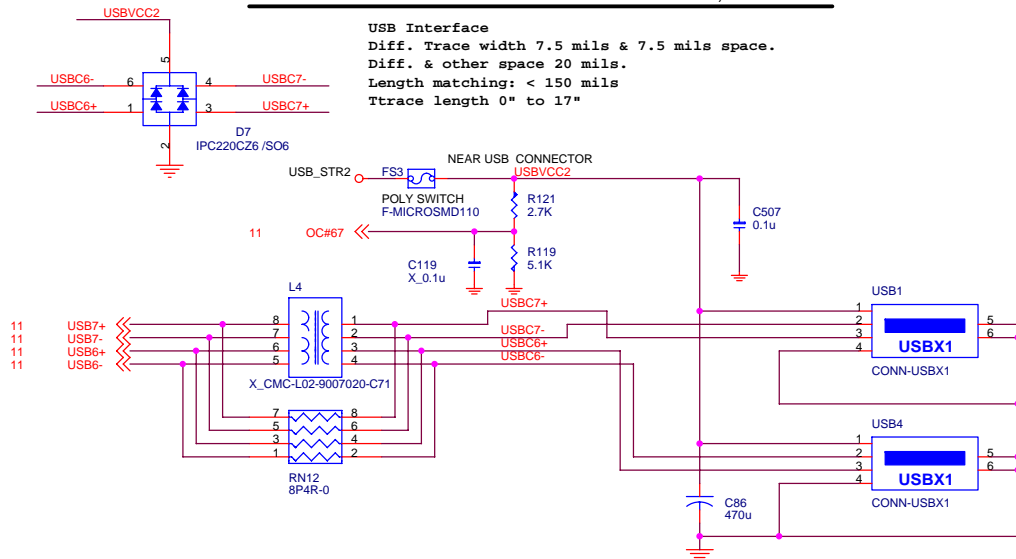 USBVCC2
USB Interface
Diff. Trace width 7.5 mils & 7.5 mils space.
Diff. & other space 20 mils.
Length matching: < 150 mils
Ttrace length 0" to 17"
5
USBC6- 6 4 USBC7-
USBC6+ 1 3 USBC7+
2
D7
IPC220CZ6 /SO6
NEAR USB CONNECTOR
USB_STR2 FS3 USBVCC2
POLY SWITCH
F-MICROSMD110
R121
2.7K
C507
0.1u
11 OC#67
R119
5.1K
C119
X_0.1u
L4
USBC7+
USBC7-
USBC6+
USBC6-
11 USB7+ 8 1
11 USB7- 7 2
11 USB6+ 6 3
11 USB6- 5 4
X_CMC-L02-9007020-C71
7 8
5 6
3 4
1 2
RN12
8P4R-0
USB1
1
2 5
3 6
4
USBX1
CONN-USBX1
USB4
1
2 5
3 6
4
USBX1
CONN-USBX1
C86
470u